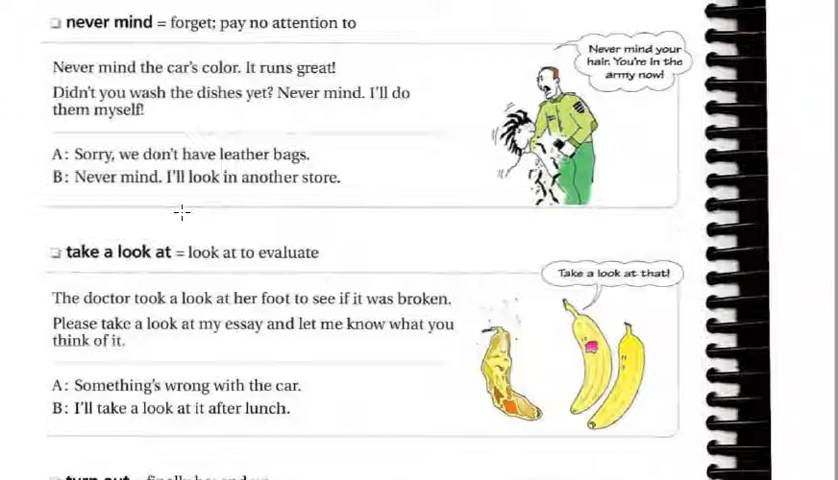 never mind = forget; pay no attention to
Never mind your
hair. You're in the
army now!
Never mind the car's color. It runs great!
Didn't you wash the dishes yet? Never mind. I'll do
them myself!
A: Sorry, we don't have leather bags.
B: Never mind. I'll look in another store.
take a look at = look at to evaluate
Take a look at that!
The doctor took a look at her foot to see if it was broken.
Please take a look at my essay and let me know what you
think of it.
A: Something's wrong with the car.
B: I'll take a look at it after lunch.